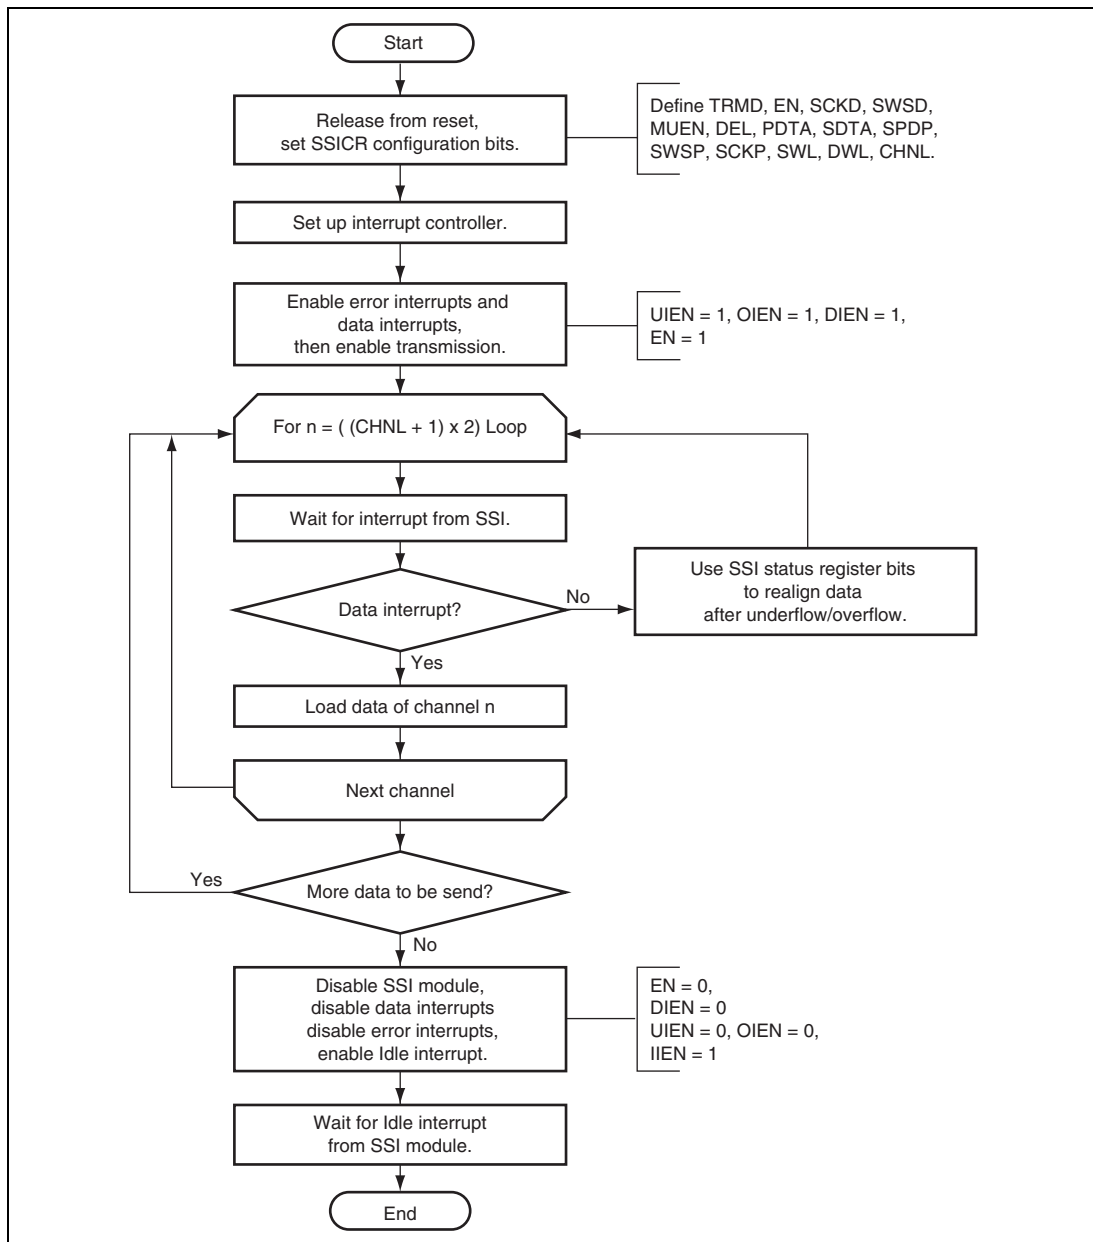 Start
Release from reset,
set SSICR configuration bits.
Define TRMD, EN, SCKD, SWSD,
MUEN, DEL, PDTA, SDTA, SPDP,
SWSP, SCKP, SWL, DWL, CHNL.
Set up interrupt controller.
Enable error interrupts and
data interrupts,
then enable transmission.
UIEN = 1, OIEN = 1, DIEN = 1,
EN = 1
For n = ( (CHNL + 1) x 2) Loop
Wait for interrupt from SSI.
Data interrupt?
No
Use SSI status register bits
to realign data
after underflow/overflow.
Yes
Load data of channel n
Next channel
More data to be send?
Yes
No
Disable SSI module,
disable data interrupts
disable error interrupts,
enable Idle interrupt.
EN = 0,
DIEN = 0
UIEN = 0, OIEN = 0,
IIEN = 1
Wait for Idle interrupt
from SSI module.
End